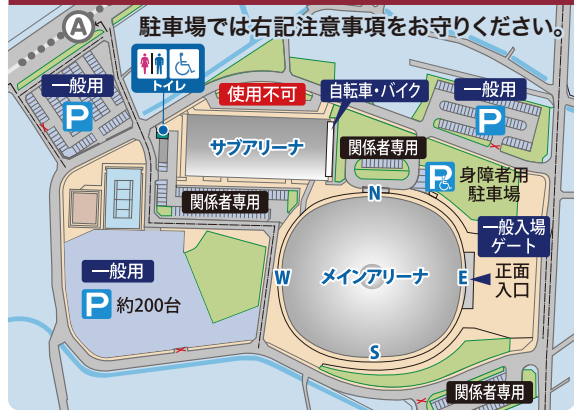 A
駐車場では右記注意事項をお守りください。
一般用
P
トイレ
使用不可
自転車・バイク
一般用
P
サブアリーナ
関係者専用
P
身障者用
駐車場
関係者専用
N
一般入場
ゲート
一般用
P 約200台
W
メインアリーナ
E
正面
入口
S
関係者専用